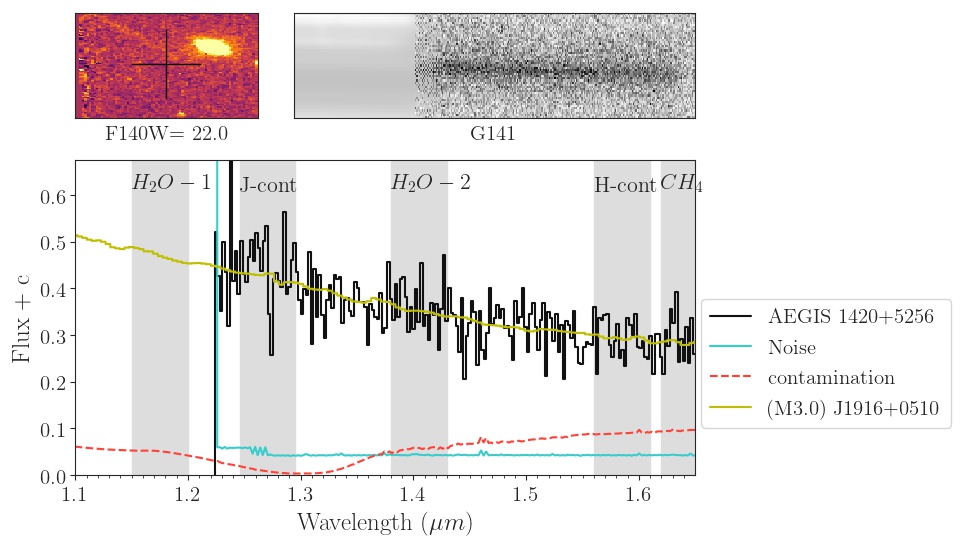 F140W= 22.0
G141
H₂O − 1
J-cont
H₂O − 2
H-cont
CH₄
Flux + c
0.6
0.5
0.4
0.3
0.2
0.1
0.0
1.1
1.2
1.3
1.4
1.5
1.6
Wavelength (μm)
AEGIS 1420+5256
Noise
contamination
(M3.0) J1916+0510